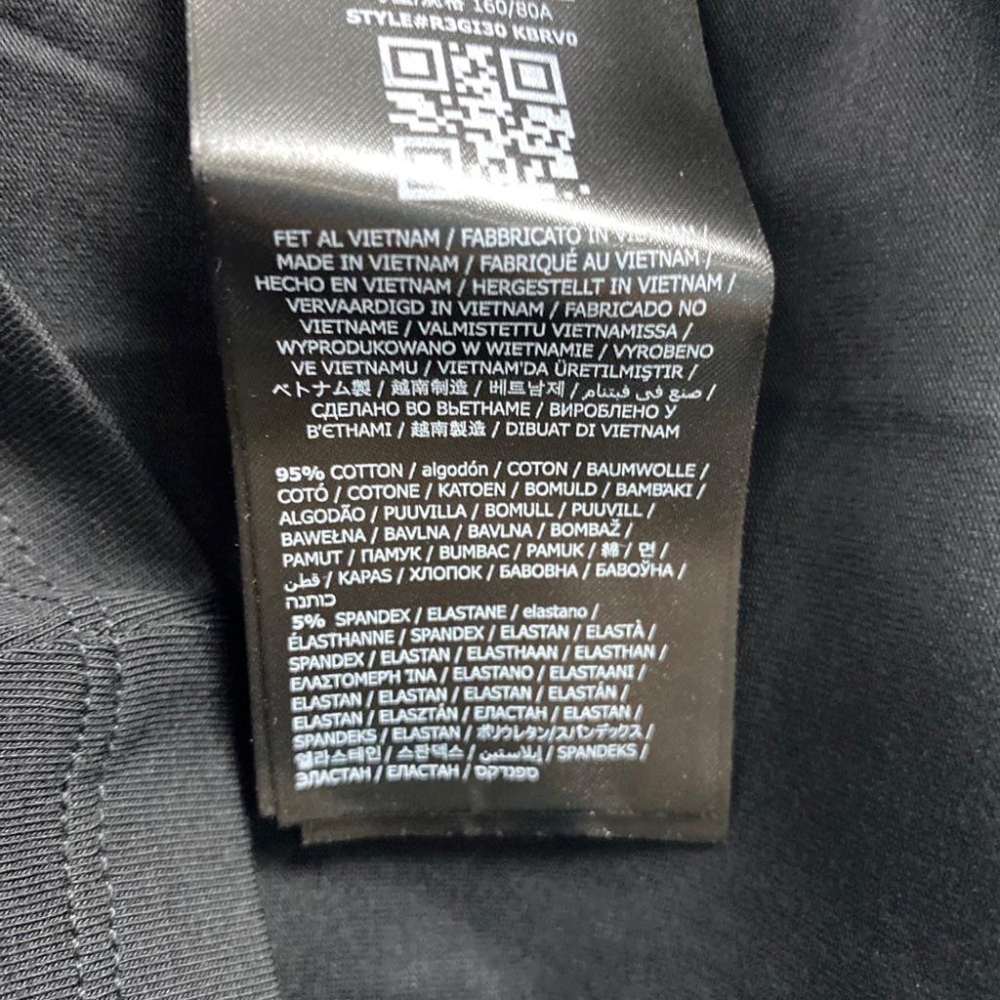 160/80A
STYLE#R3GI30 KBRV0
FET AL VIETNAM / FABBRICATO IN VIETNAM /
MADE IN VIETNAM / FABRIQUÉ AU VIETNAM /
HECHO EN VIETNAM / HERGESTELLT IN VIETNAM /
VERVAARDIGD IN VIETNAM / FABRICADO NO
VIETNAME / VALMISTETTU VIETNAMISSA /
WYPRODUKOWANO W WIETNAMIE / VYROBENO
VE VIETNAMU / VIETNAM'DA ÜRETILMIŞTIR /
ベトナム製 / 越南制造 / 베트남제 / صنع في فيتنام /
СДЕЛАНО ВО ВЬЕТНАМЕ / ВИРОБЛЕНО У
В'ЄТНАМІ / 越南製造 / DIBUAT DI VIETNAM
95% COTTON / algodón / COTON / BAUMWOLLE /
COTÓ / COTONE / KATOEN / BOMULD / ΒΑΜΒΑΚΙ /
ALGODÃO / PUUVILLA / BOMULL / PUUVILL /
BAWEŁNA / BAVLNA / BAVLNA / BOMBAŽ /
PAMUT / ПАМУК / BUMBAC / PAMUK / 綿 / 면 /
قطن / KAPAS / ХЛОПОК / БАВОВНА / БАВОЎНА /
כותנה
5% SPANDEX / ELASTANE / elastano /
ÉLASTHANNE / SPANDEX / ELASTAN / ELASTÀ /
SPANDEX / ELASTAN / ELASTHAAN / ELASTHAN /
ΕΛΑΣΤΟΜΕΡΗ ΊΝΑ / ELASTANO / ELASTAANI /
ELASTAN / ELASTAN / ELASTAN / ELASTÁN /
ELASTAN / ELASZTÁN / ЕЛАСТАН / ELASTAN /
SPANDEKS / ELASTAN / ポリウレタン/スパンデックス /
엘라스테인 / 스판덱스 / إيلاستين / SPANDEKS /
ЭЛАСТАН / ЕЛАСТАН / ספנדקס